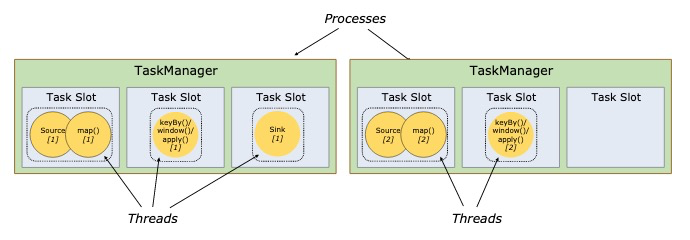 Processes
TaskManager
Task Slot
Source
[1]
map()
[1]
Task Slot
keyBy()/
window()/
apply()
[1]
Task Slot
Sink
[1]
TaskManager
Task Slot
Source
[2]
map()
[2]
Task Slot
keyBy()/
window()/
apply()
[2]
Task Slot
Threads
Threads